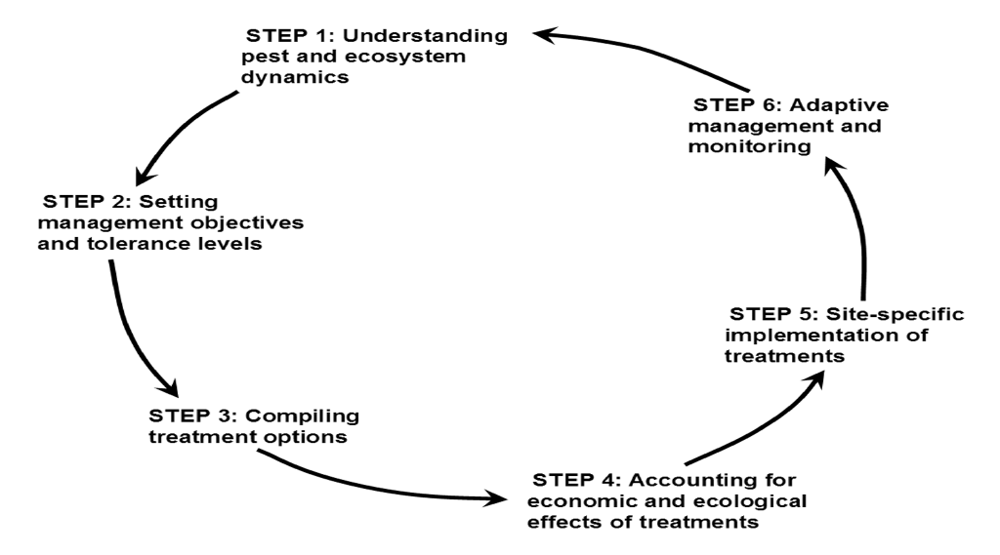 STEP 1: Understanding
pest and ecosystem
dynamics
STEP 2: Setting
management objectives
and tolerance levels
STEP 3: Compiling
treatment options
STEP 4: Accounting for
economic and ecological
effects of treatments
STEP 5: Site-specific
implementation of
treatments
STEP 6: Adaptive
management and
monitoring